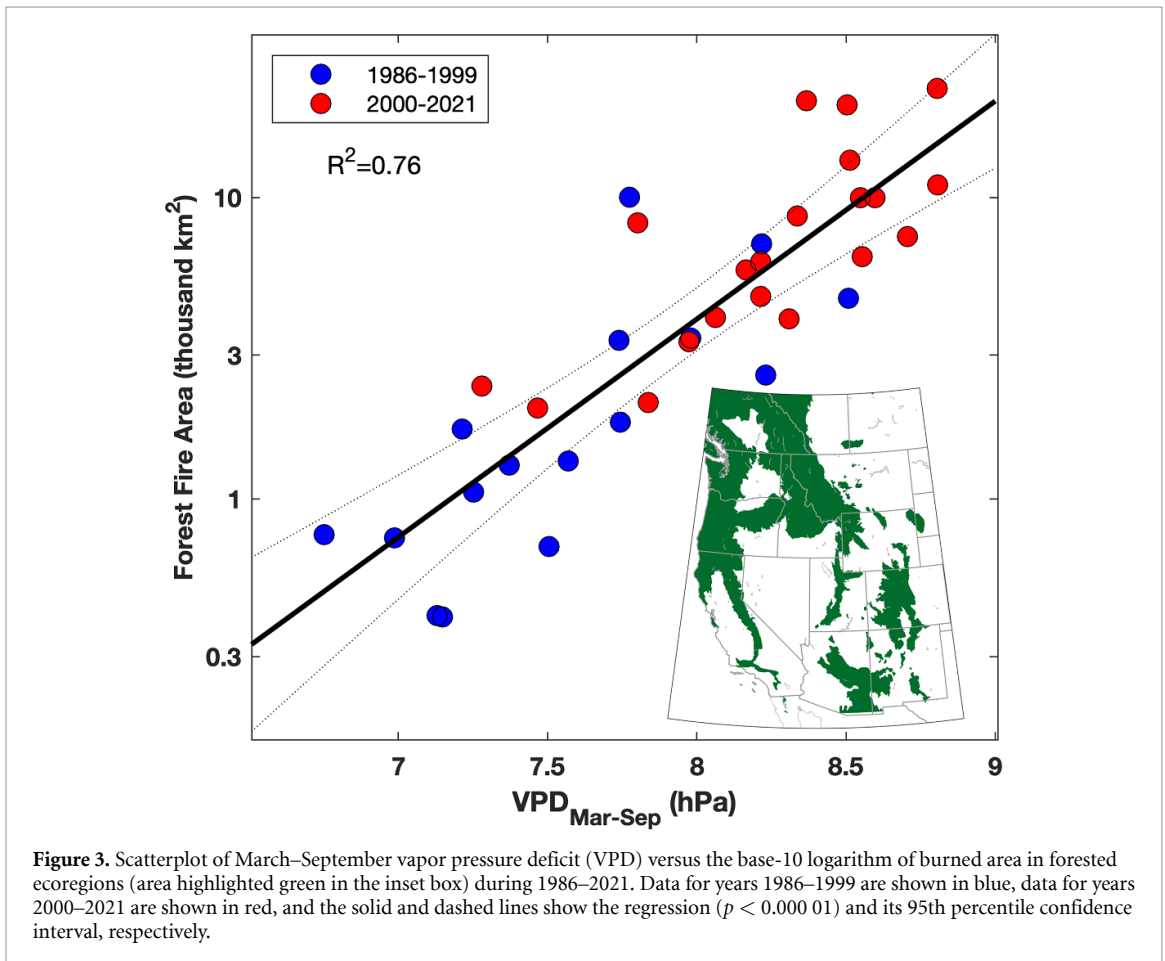 1986-1999
2000-2021
R²=0.76
Forest Fire Area (thousand km²)
10
3
1
0.3
7 7.5 8 8.5 9
VPD_Mar-Sep (hPa)
Figure 3. Scatterplot of March–September vapor pressure deficit (VPD) versus the base-10 logarithm of burned area in forested
ecoregions (area highlighted green in the inset box) during 1986–2021. Data for years 1986–1999 are shown in blue, data for years
2000–2021 are shown in red, and the solid and dashed lines show the regression (p < 0.000 01) and its 95th percentile confidence
interval, respectively.